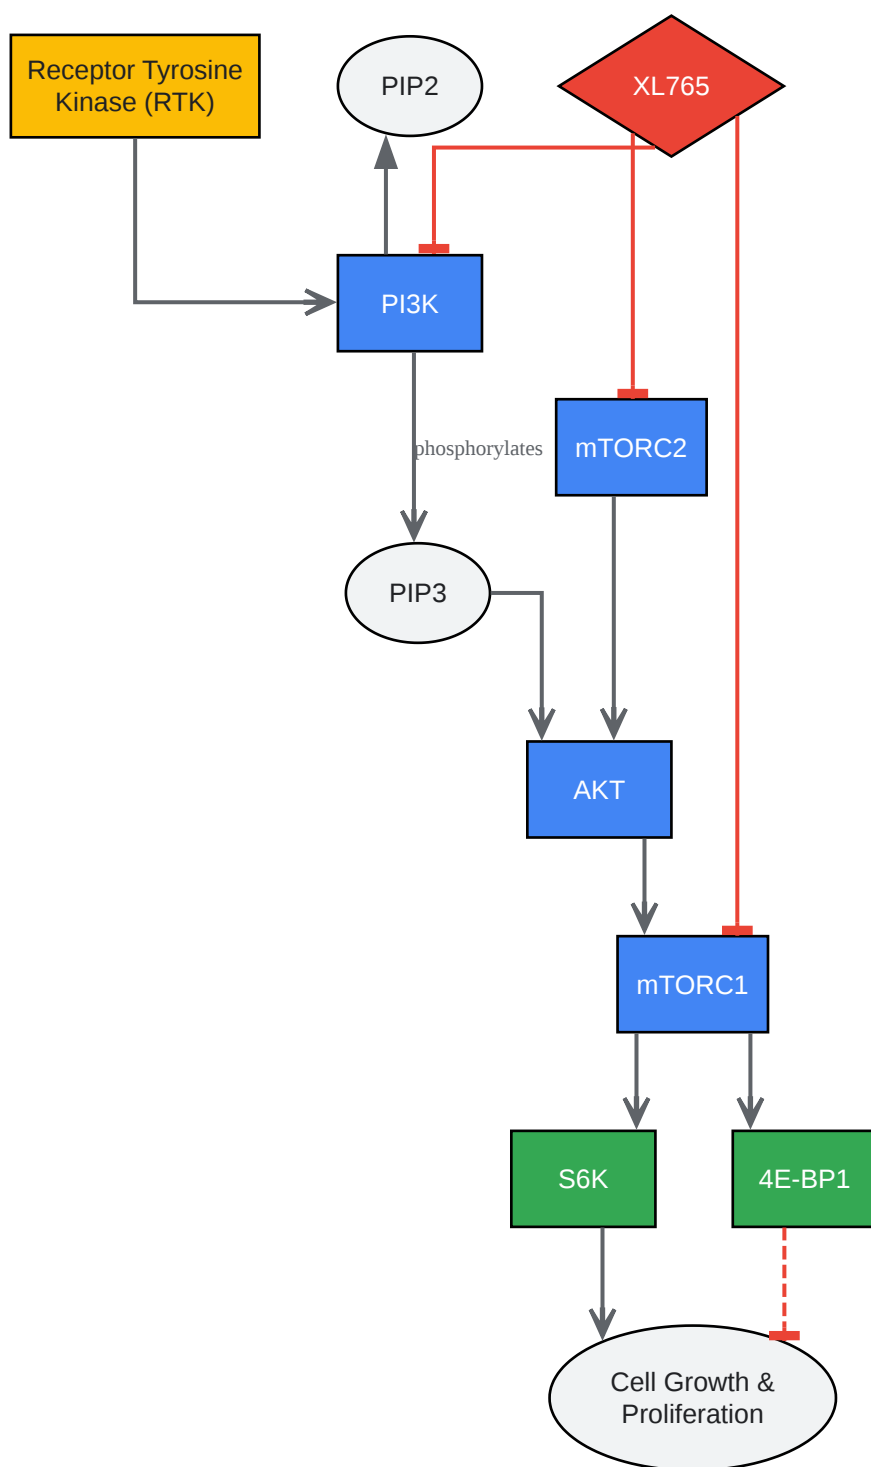 Receptor Tyrosine
Kinase (RTK)
PIP2
XL765
PI3K
phosphorylates
mTORC2
PIP3
AKT
mTORC1
S6K
4E-BP1
Cell Growth &
Proliferation